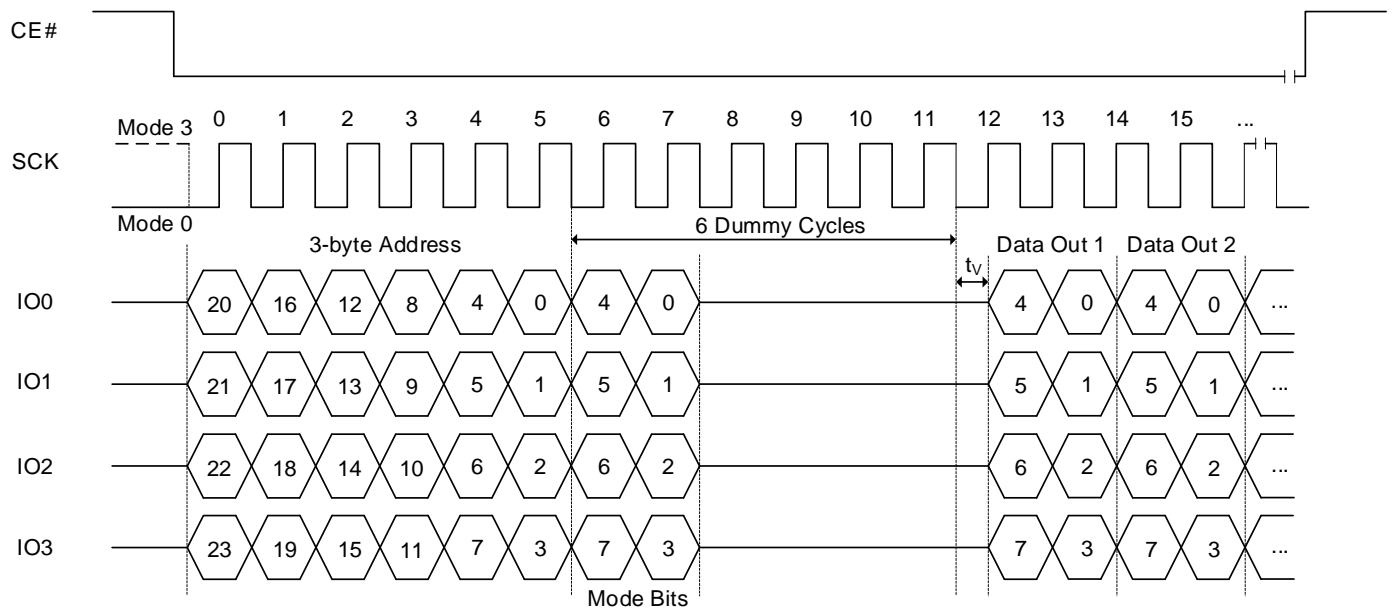 CE#
0 1 2 3 4 5 6 7 8 9 10 11 12 13 14 15 ...
Mode 3
SCK
Mode 0
6 Dummy Cycles
3-byte Address Data Out 1 Data Out 2
tV
IO0 20 16 12 8 4 0 4 0 4 0 4 0 ...
IO1 21 17 13 9 5 1 5 1 5 1 5 1 ...
IO2 22 18 14 10 6 2 6 2 6 2 6 2 ...
IO3 23 19 15 11 7 3 7 3 7 3 7 3 ...
Mode Bits